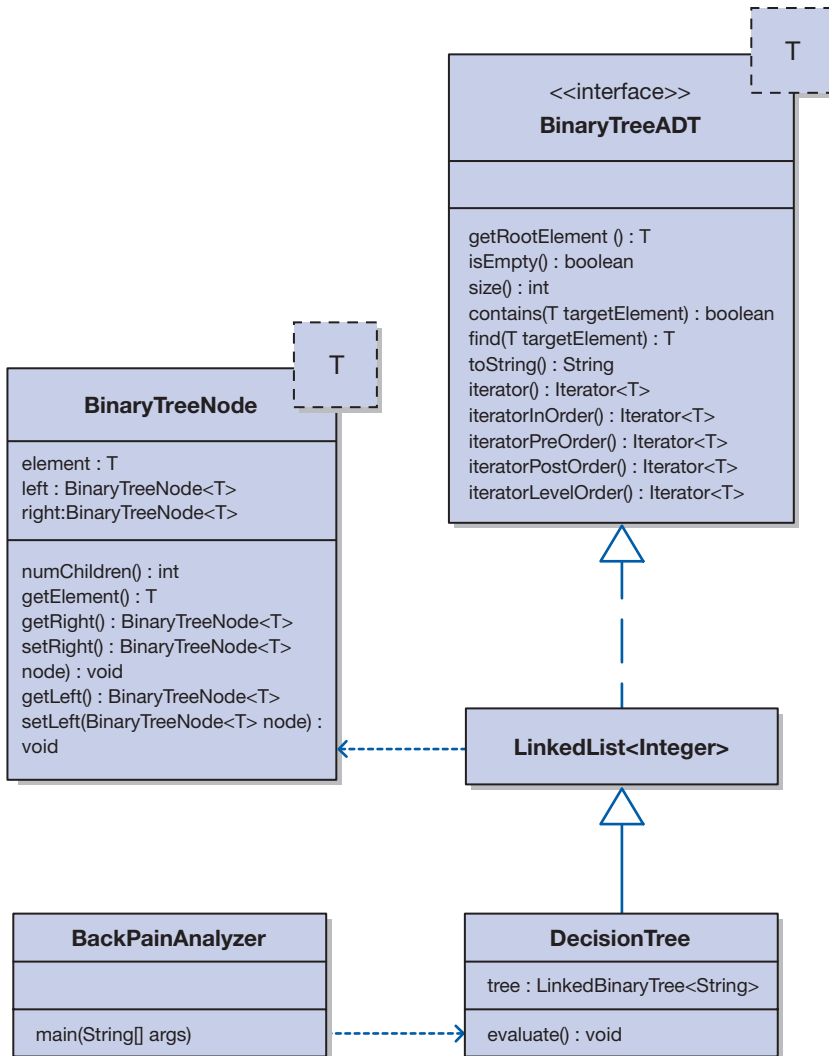 T
<<interface>>
BinaryTreeADT
getRootElement () : T
isEmpty() : boolean
size() : int
contains(T targetElement) : boolean
find(T targetElement) : T
toString() : String
iterator() : Iterator<T>
iteratorInOrder() : Iterator<T>
iteratorPreOrder() : Iterator<T>
iteratorPostOrder() : Iterator<T>
iteratorLevelOrder() : Iterator<T>
T
BinaryTreeNode
element : T
left : BinaryTreeNode<T>
right:BinaryTreeNode<T>
numChildren() : int
getElement() : T
getRight() : BinaryTreeNode<T>
setRight() : BinaryTreeNode<T>
node) : void
getLeft() : BinaryTreeNode<T>
setLeft(BinaryTreeNode<T> node) :
void
LinkedList<Integer>
BackPainAnalyzer
main(String[] args)
DecisionTree
tree : LinkedBinaryTree<String>
evaluate() : void